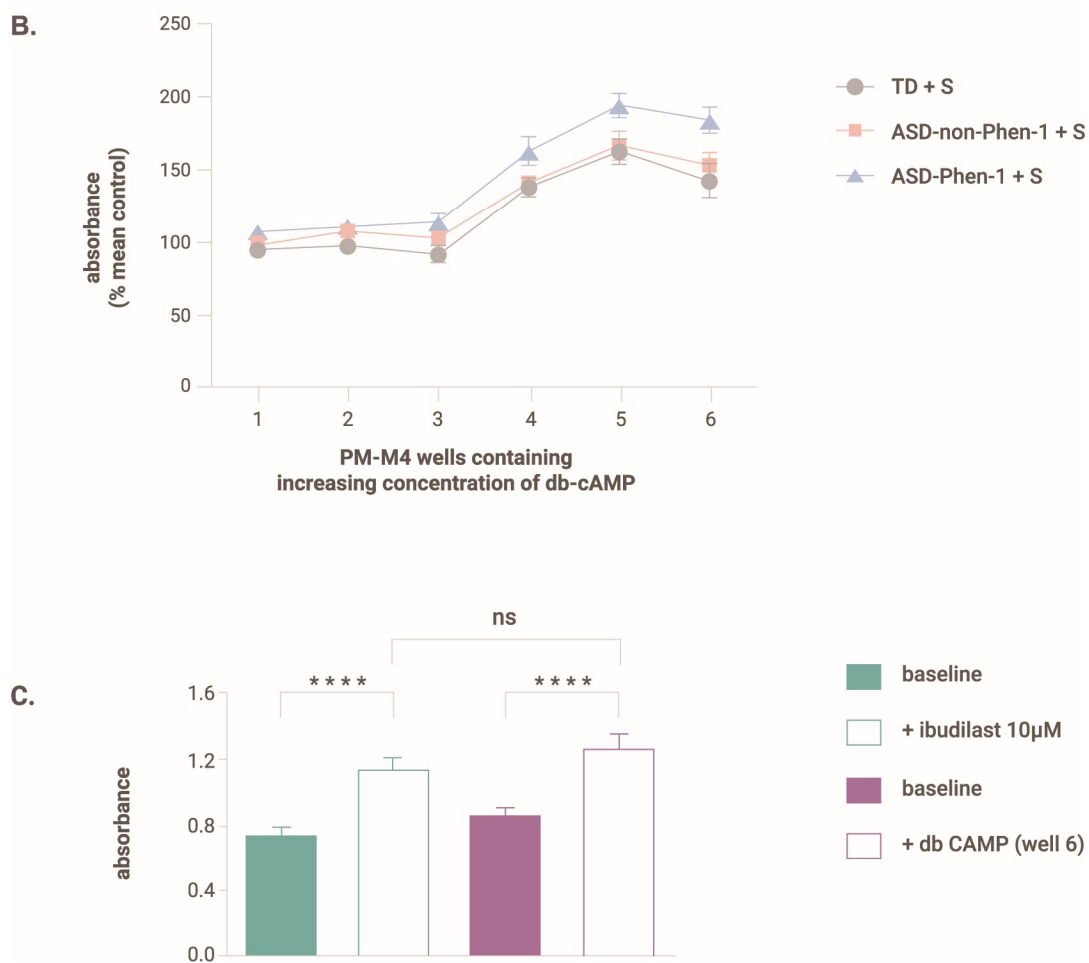 B.
250
200
150
100
50
0
absorbance
(% mean control)
1 2 3 4 5 6
PM-M4 wells containing
increasing concentration of db-cAMP
TD + S
ASD-non-Phen-1 + S
ASD-Phen-1 + S
C.
ns
**** ****
1.6
1.2
0.8
0.4
0.0
absorbance
baseline
+ ibudilast 10µM
baseline
+ db CAMP (well 6)